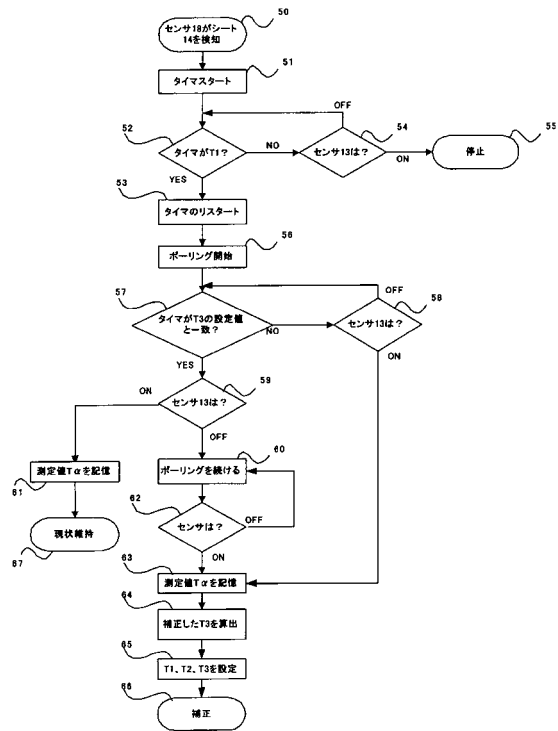 50
センサ18がシート
14を検知
51
タイマスタート
OFF
52
54
55
タイマがT1?
NO
センサ13は?
ON
停止
YES
53
タイマのリスタート
56
ポーリング開始
OFF
57
58
タイマがT3の設定値
と一致?
NO
センサ13は?
YES
ON
59
ON
センサ13は?
OFF
60
測定値Tαを記憶
61
ポーリングを続ける
62
現状維持
67
センサは?
OFF
ON
63
測定値Tαを記憶
64
補正したT3を算出
65
T1、T2、T3を設定
66
補正